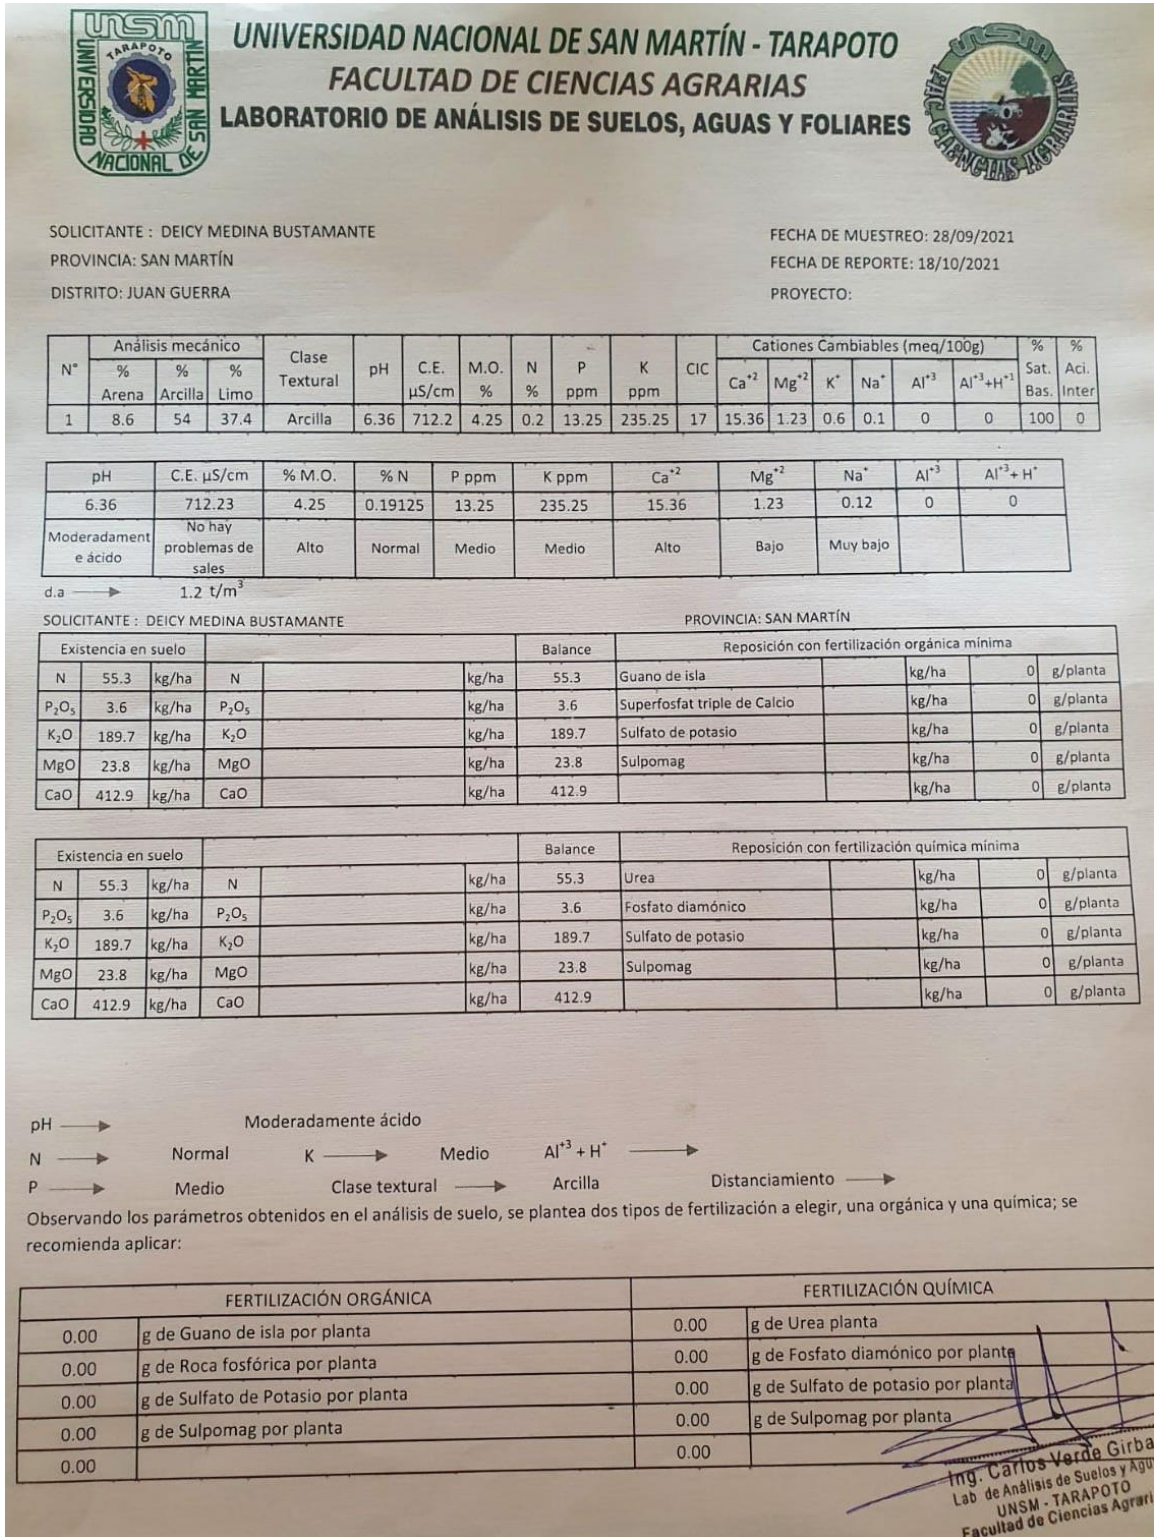 unsm
TARAPOTO
UNIVERSIDAD NACIONAL DE SAN MARTIN
UNIVERSIDAD NACIONAL DE SAN MARTÍN - TARAPOTO
FACULTAD DE CIENCIAS AGRARIAS
LABORATORIO DE ANÁLISIS DE SUELOS, AGUAS Y FOLIARES
unsm
FAC. CIENCIAS AGRARIAS
SOLICITANTE : DEICY MEDINA BUSTAMANTE
PROVINCIA: SAN MARTÍN
DISTRITO: JUAN GUERRA
FECHA DE MUESTREO: 28/09/2021
FECHA DE REPORTE: 18/10/2021
PROYECTO:
N° Análisis mecánico Clase Textural pH C.E. µS/cm M.O. % N % P ppm K ppm CIC Cationes Cambiables (meq/100g) % Sat. Bas. % Aci. Inter
% Arena % Arcilla % Limo Ca+2 Mg+2 K+ Na+ Al+3 Al+3+H+1
1 8.6 54 37.4 Arcilla 6.36 712.2 4.25 0.2 13.25 235.25 17 15.36 1.23 0.6 0.1 0 0 100 0
pH C.E. µS/cm % M.O. % N P ppm K ppm Ca+2 Mg+2 Na+ Al+3 Al+3+ H+
6.36 712.23 4.25 0.19125 13.25 235.25 15.36 1.23 0.12 0 0
Moderadament e ácido No hay problemas de sales Alto Normal Medio Medio Alto Bajo Muy bajo
d.a → 1.2 t/m3
SOLICITANTE : DEICY MEDINA BUSTAMANTE PROVINCIA: SAN MARTÍN
Existencia en suelo Balance Reposición con fertilización orgánica mínima
N 55.3 kg/ha N kg/ha 55.3 Guano de isla kg/ha 0 g/planta
P2O5 3.6 kg/ha P2O5 kg/ha 3.6 Superfosfat triple de Calcio kg/ha 0 g/planta
K2O 189.7 kg/ha K2O kg/ha 189.7 Sulfato de potasio kg/ha 0 g/planta
MgO 23.8 kg/ha MgO kg/ha 23.8 Sulpomag kg/ha 0 g/planta
CaO 412.9 kg/ha CaO kg/ha 412.9 kg/ha 0 g/planta
Existencia en suelo Balance Reposición con fertilización química mínima
N 55.3 kg/ha N kg/ha 55.3 Urea kg/ha 0 g/planta
P2O5 3.6 kg/ha P2O5 kg/ha 3.6 Fosfato diamónico kg/ha 0 g/planta
K2O 189.7 kg/ha K2O kg/ha 189.7 Sulfato de potasio kg/ha 0 g/planta
MgO 23.8 kg/ha MgO kg/ha 23.8 Sulpomag kg/ha 0 g/planta
CaO 412.9 kg/ha CaO kg/ha 412.9 kg/ha 0 g/planta
pH → Moderadamente ácido
N → Normal K → Medio Al+3 + H+ →
P → Medio Clase textural → Arcilla Distanciamiento →
Observando los parámetros obtenidos en el análisis de suelo, se plantea dos tipos de fertilización a elegir, una orgánica y una química; se
recomienda aplicar:
FERTILIZACIÓN ORGÁNICA FERTILIZACIÓN QUÍMICA
0.00 g de Guano de isla por planta 0.00 g de Urea planta
0.00 g de Roca fosfórica por planta 0.00 g de Fosfato diamónico por planta
0.00 g de Sulfato de Potasio por planta 0.00 g de Sulfato de potasio por planta
0.00 g de Sulpomag por planta 0.00 g de Sulpomag por planta
0.00 0.00
Ing. Carlos Verde Girba
Lab de Análisis de Suelos y Agu
UNSM - TARAPOTO
Facultad de Ciencias Agrari